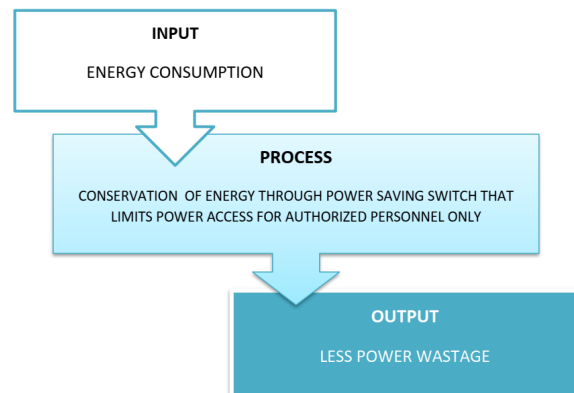 INPUT
ENERGY CONSUMPTION
PROCESS
CONSERVATION OF ENERGY THROUGH POWER SAVING SWITCH THAT
LIMITS POWER ACCESS FOR AUTHORIZED PERSONNEL ONLY
OUTPUT
LESS POWER WASTAGE